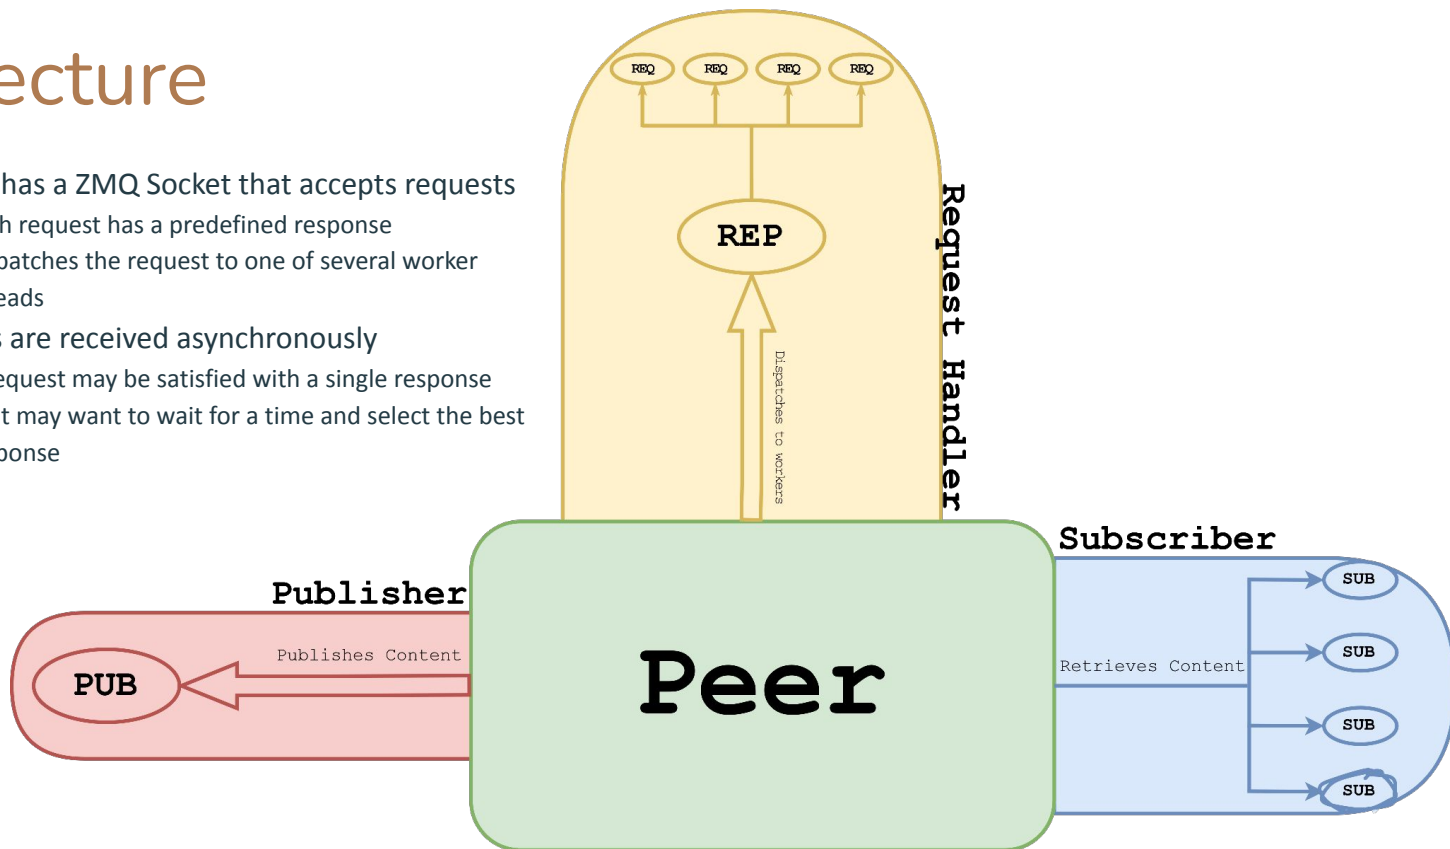 ecture
has a ZMQ Socket that accepts requests
h request has a predefined response
patches the request to one of several worker
eads
s are received asynchronously
equest may be satisfied with a single response
t may want to wait for a time and select the best
ponse
REQ REQ REQ REQ
REP
Dispatches to workers
Request Handler
Publisher
Publishes Content
PUB
Peer
Subscriber
Retrieves Content
SUB
SUB
SUB
SUB